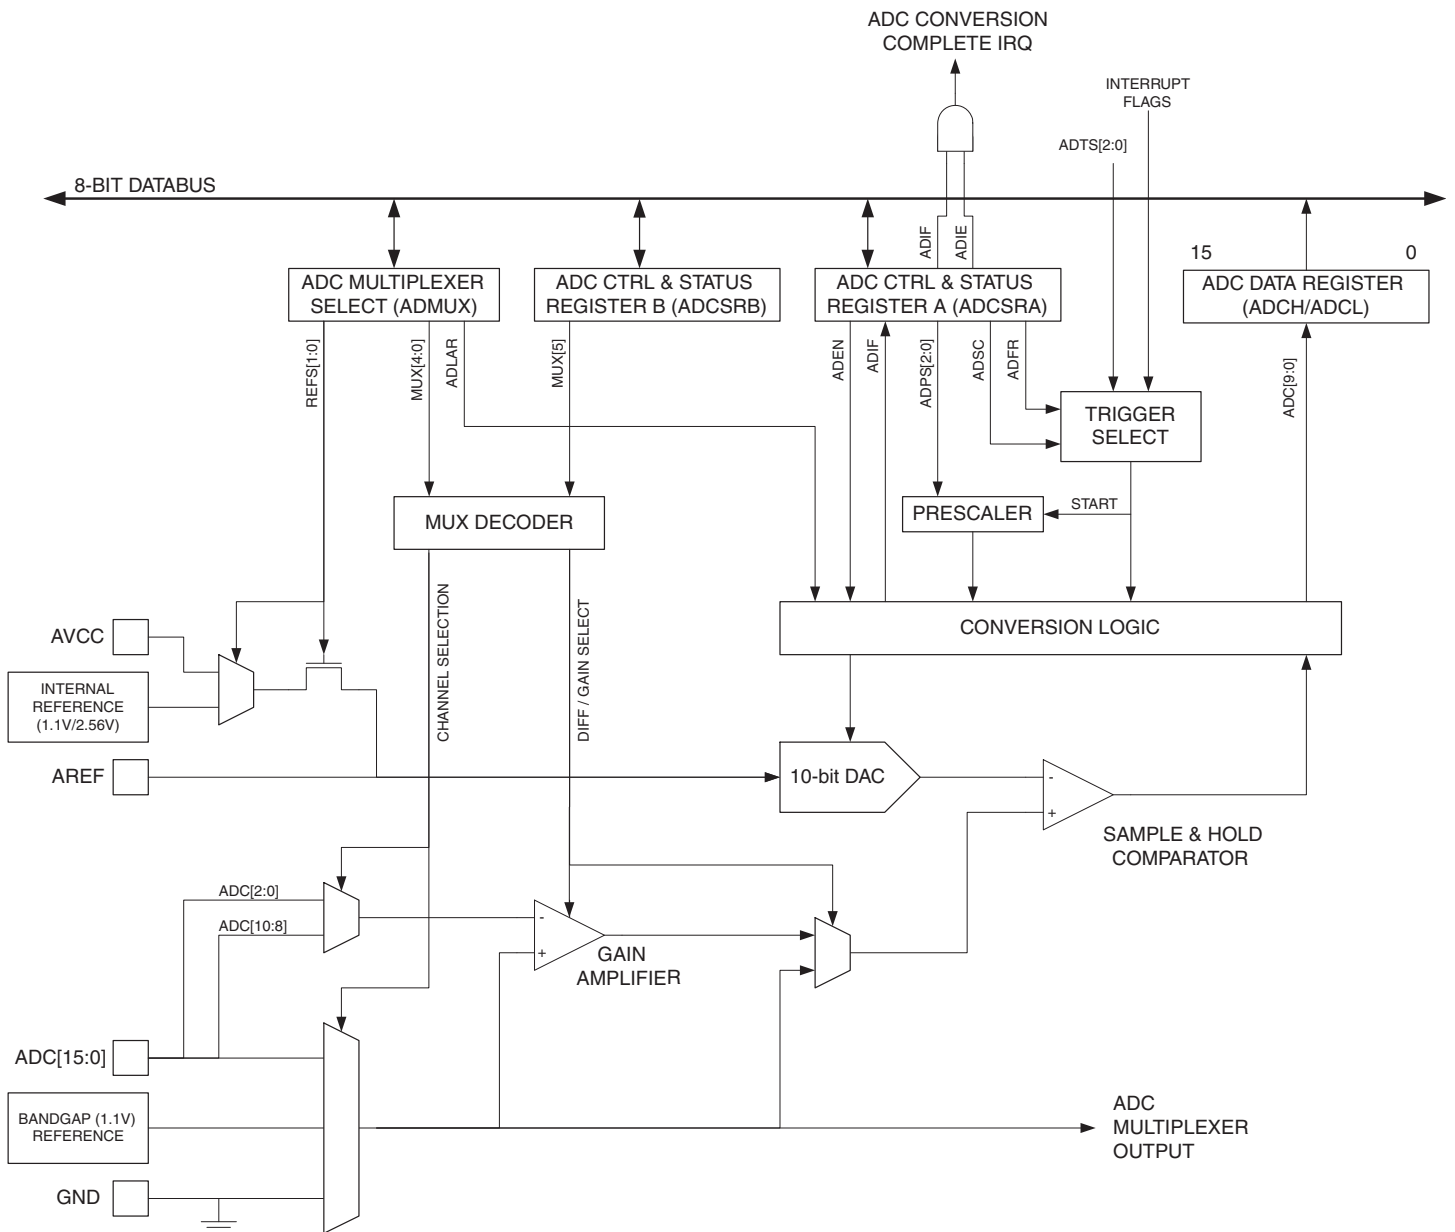 ADC CONVERSION
COMPLETE IRQ
INTERRUPT
FLAGS
ADTS[2:0]
8-BIT DATABUS
ADIF
ADIE
15
0
ADC MULTIPLEXER
SELECT (ADMUX)
ADC CTRL & STATUS
REGISTER B (ADCSRB)
ADC CTRL & STATUS
REGISTER A (ADCSRA)
ADC DATA REGISTER
(ADCH/ADCL)
REFS[1:0]
MUX[4:0]
ADLAR
MUX[5]
ADEN
ADIF
ADPS[2:0]
ADSC
ADFR
ADC[9:0]
TRIGGER
SELECT
MUX DECODER
PRESCALER
START
CHANNEL SELECTION
DIFF / GAIN SELECT
CONVERSION LOGIC
AVCC
INTERNAL
REFERENCE
(1.1V/2.56V)
AREF
10-bit DAC
-
+
SAMPLE & HOLD
COMPARATOR
ADC[2:0]
ADC[10:8]
-
+
GAIN
AMPLIFIER
ADC[15:0]
BANDGAP (1.1V)
REFERENCE
ADC
MULTIPLEXER
OUTPUT
GND